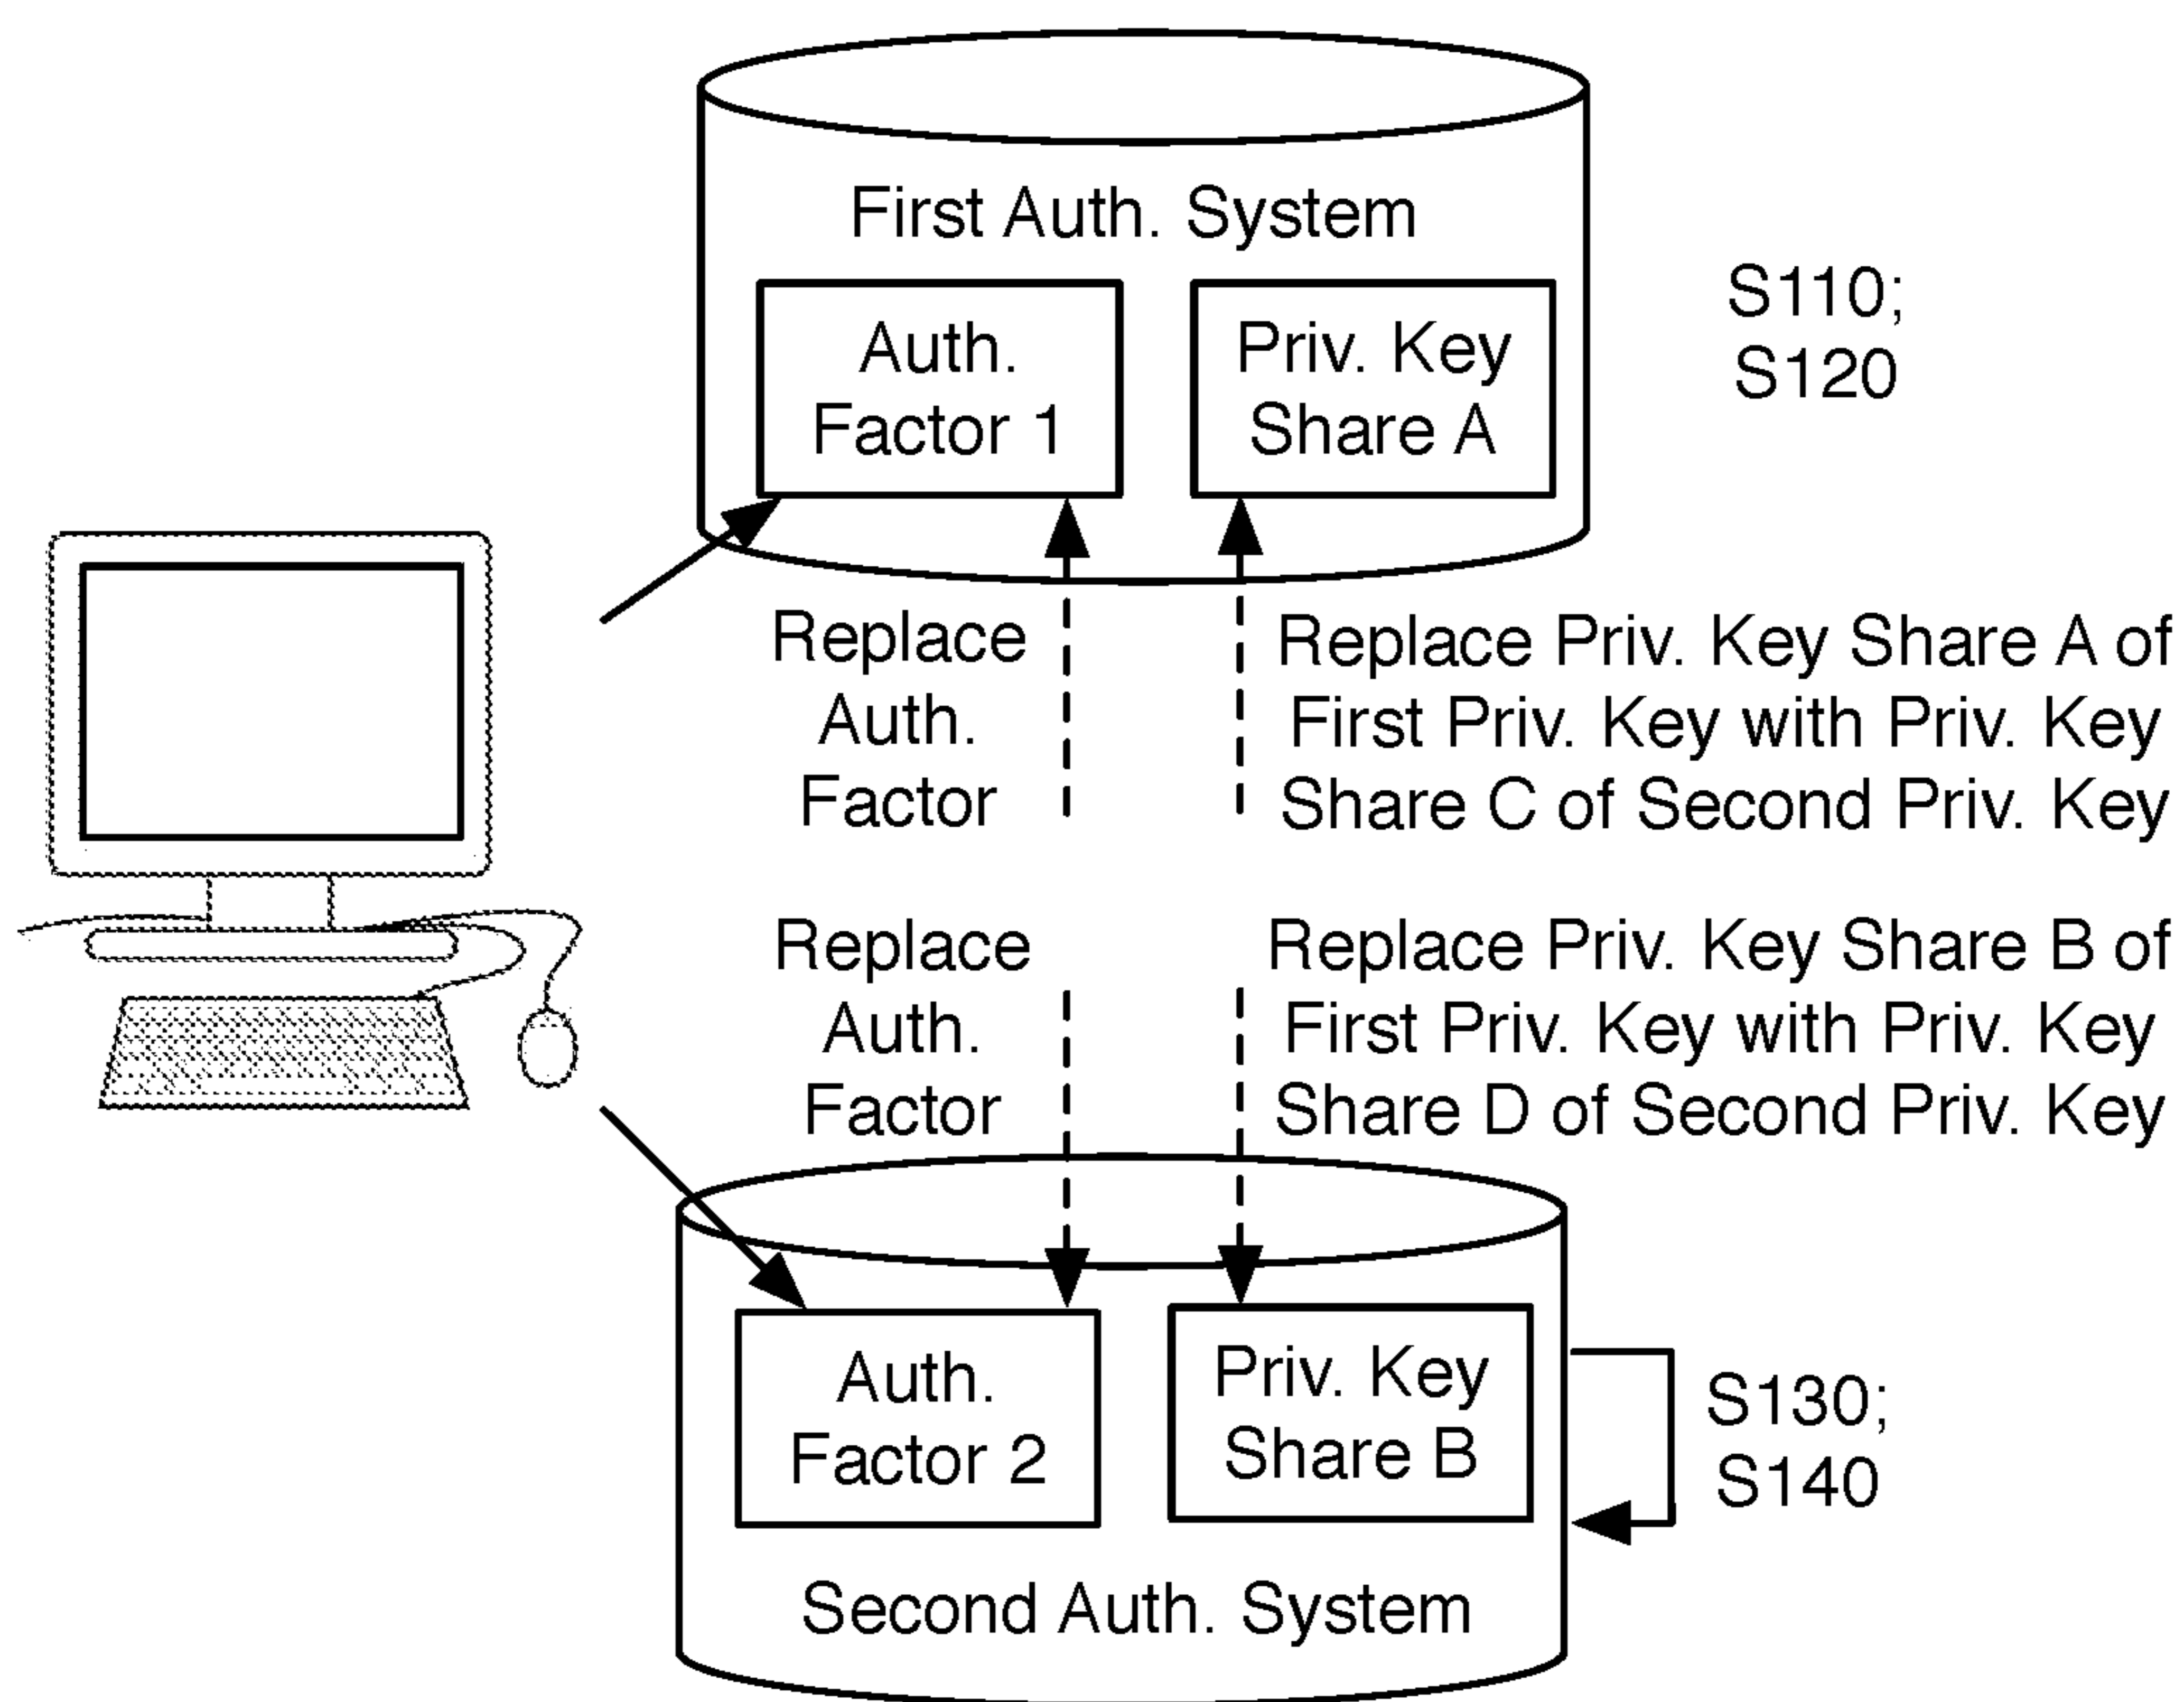 First Auth. System
Auth.
Factor 1
Priv. Key
Share A
S110;
S120
Replace
Auth.
Factor
Replace Priv. Key Share A of
First Priv. Key with Priv. Key
Share C of Second Priv. Key
Replace
Auth.
Factor
Replace Priv. Key Share B of
First Priv. Key with Priv. Key
Share D of Second Priv. Key
Auth.
Factor 2
Priv. Key
Share B
S130;
S140
Second Auth. System